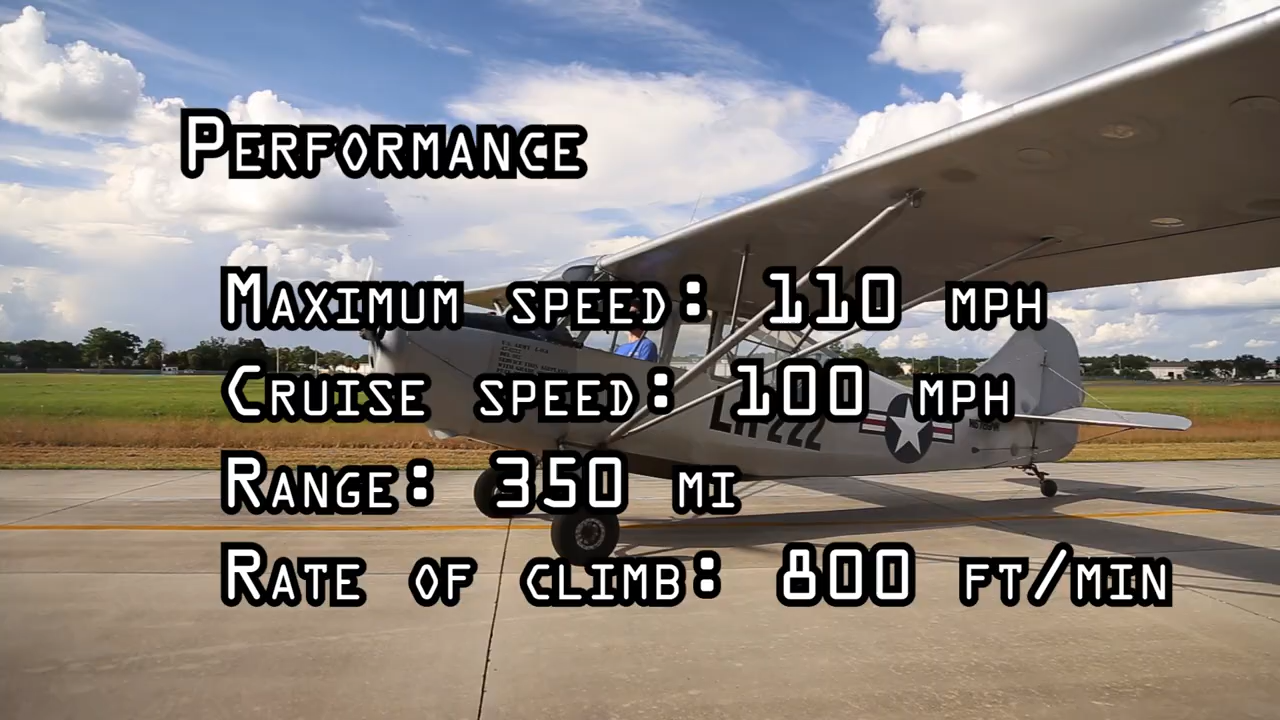 Performance
Maximum speed: 110 mph
Cruise speed: 100 mph
Range: 350 mi
Rate of climb: 800 ft/min